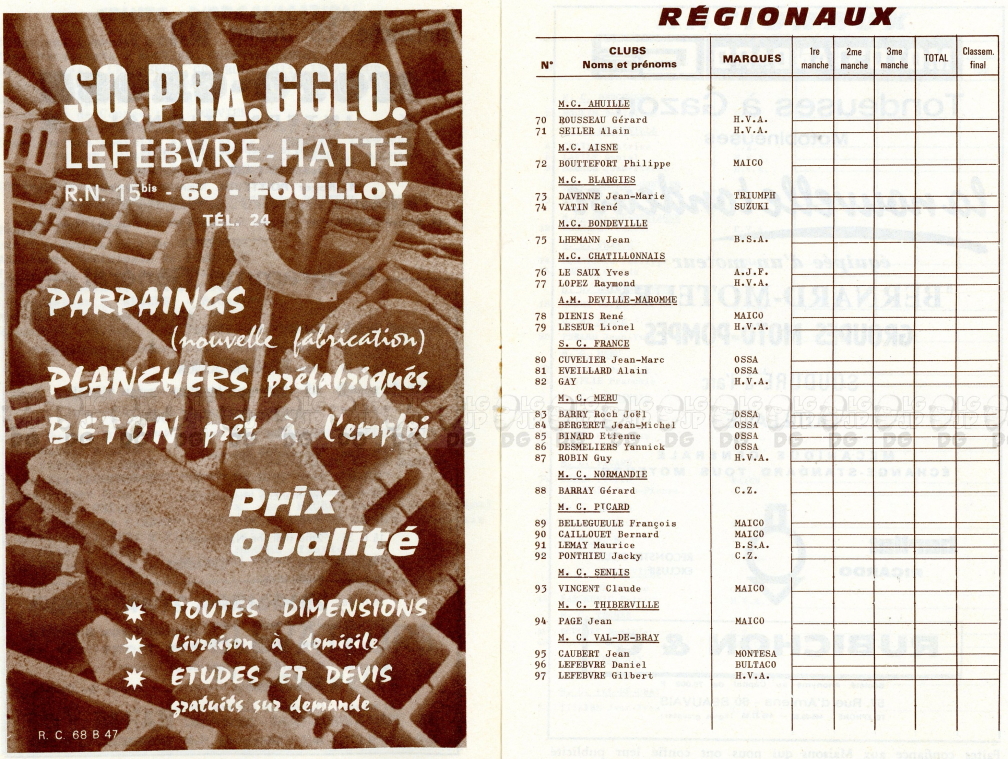 SO.PRA.GGLO.
LEFEBVRE-HATTÉ
R.N. 15bis - 60 - FOUILLOY
TÉL. 24
PARPAINGS
(nouvelle fabrication)
PLANCHERS préfabriqués
BETON prêt à l'emploi
Prix
Qualité
TOUTES DIMENSIONS
Livraison à domicile
ETUDES ET DEVIS
gratuits sur demande
R. C. 68 B 47
RÉGIONAUX
N° CLUBS Noms et prénoms MARQUES 1re manche 2me manche 3me manche TOTAL Classem. final
M.C. AHUILLE
70 ROUSSEAU Gérard H.V.A.
71 SEILER Alain H.V.A.
M.C. AISNE
72 BOUTTEFORT Philippe MAICO
M.C. BLARGIES
73 DAVENNE Jean-Marie TRIUMPH
74 VATIN René SUZUKI
M.C. BONDEVILLE
75 LHEMANN Jean B.S.A.
M.C. CHATILLONNAIS
76 LE SAUX Yves A.J.F.
77 LOPEZ Raymond H.V.A.
A.M. DEVILLE-MAROMME
78 DIENIS René MAICO
79 LESEUR Lionel H.V.A.
S. C. FRANCE
80 CUVELIER Jean-Marc OSSA
81 EVEILLARD Alain OSSA
82 GAY H.V.A.
M. C. MERU
83 BARRY Roch Joël OSSA
84 BERGERET Jean-Michel OSSA
85 BINARD Etienne OSSA
86 DESMELIERS Yannick OSSA
87 ROBIN Guy H.V.A.
M. C. NORMANDIE
88 BARRAY Gérard C.Z.
M. C. PICARD
89 BELLEGUEULE François MAICO
90 CAILLOUET Bernard MAICO
91 LEMAY Maurice B.S.A.
92 PONTHIEU Jacky C.Z.
M. C. SENLIS
93 VINCENT Claude MAICO
M. C. THIBERVILLE
94 PAGE Jean MAICO
M. C. VAL-DE-BRAY
95 CAUBERT Jean MONTESA
96 LEFEBVRE Daniel BULTACO
97 LEFEBVRE Gilbert H.V.A.